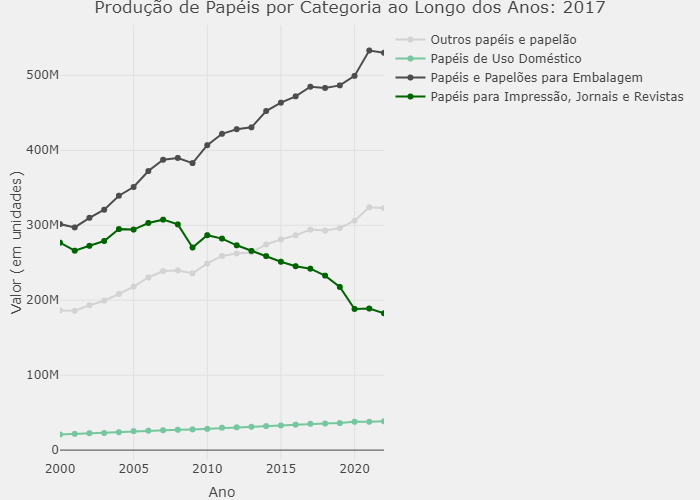 Produção de Papéis por Categoria ao Longo dos Anos: 2017
Outros papéis e papelão
Papéis de Uso Doméstico
Papéis e Papelões para Embalagem
Papéis para Impressão, Jornais e Revistas
Valor (em unidades)
500M
400M
300M
200M
100M
0
2000
2005
2010
2015
2020
Ano